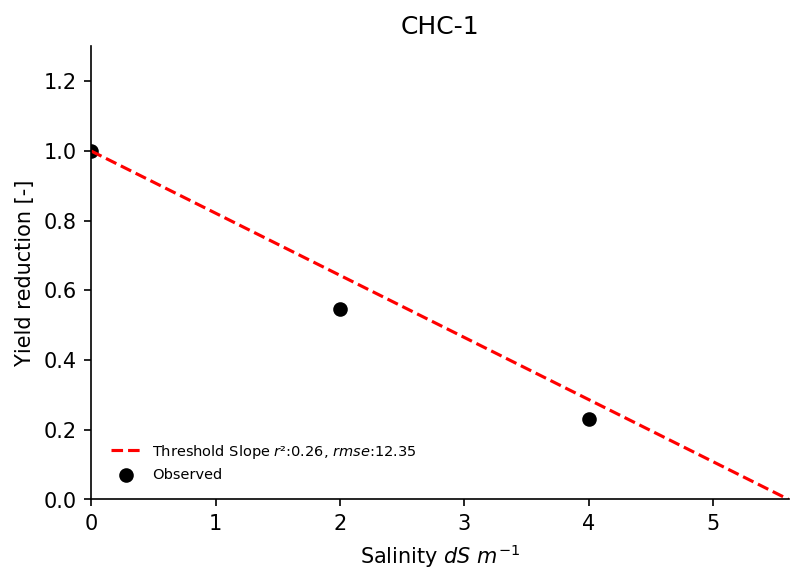 CHC-1
Yield reduction [-]
1.2
1.0
0.8
0.6
0.4
0.2
0.0
Threshold Slope r²:0.26, rmse:12.35
Observed
0 1 2 3 4 5
Salinity dS m⁻¹